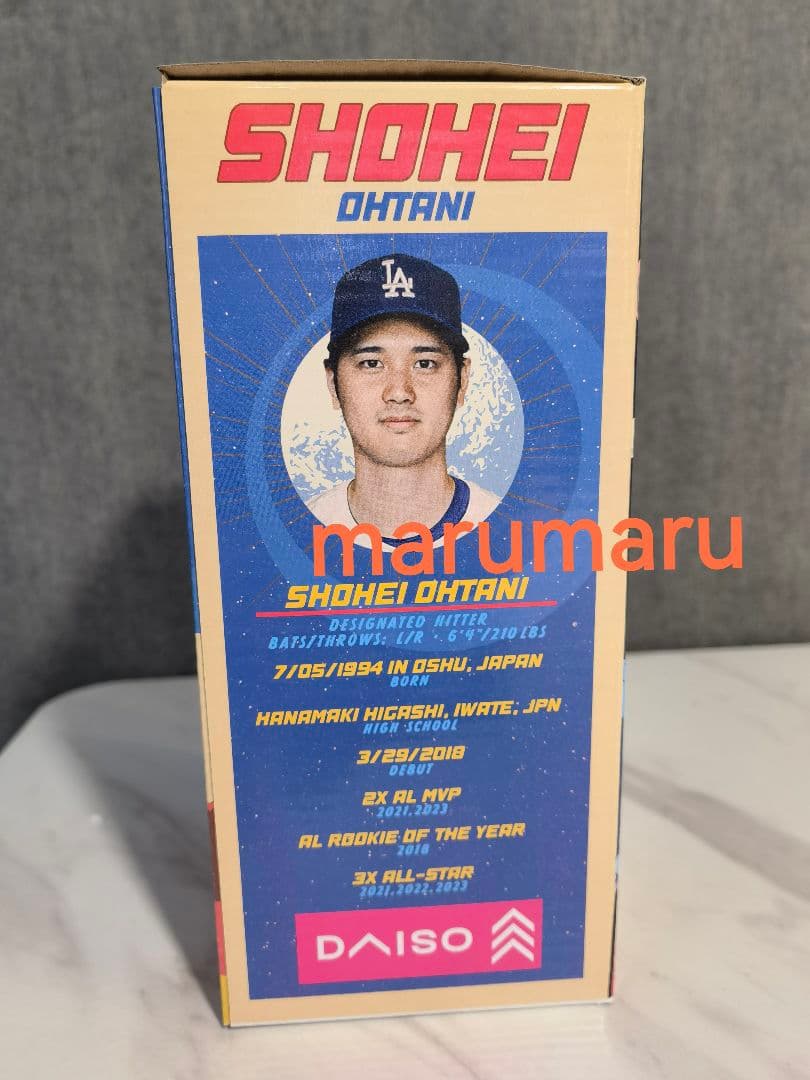 SHOHEI
OHTANI
LA
marumaru
SHOHEI OHTANI
DESIGNATED HITTER
BATS/THROWS: L/R · 6'4"/210 LBS
7/05/1994 IN OSHU, JAPAN
BORN
HANAMAKI HIGASHI, IWATE, JPN
HIGH SCHOOL
3/29/2018
DEBUT
2X AL MVP
2021,2023
AL ROOKIE OF THE YEAR
2018
3X ALL-STAR
2021,2022,2023
DAISO